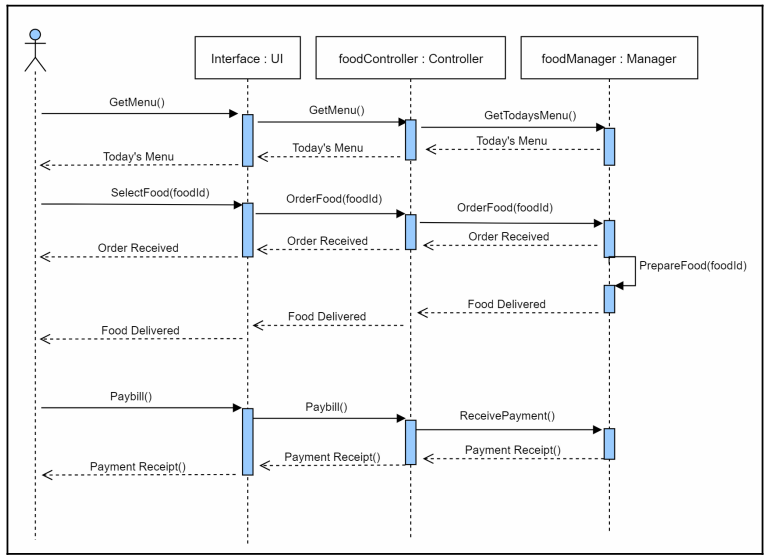 Interface : UI
foodController : Controller
foodManager : Manager
GetMenu()
GetMenu()
GetTodaysMenu()
Today's Menu
Today's Menu
Today's Menu
SelectFood(foodId)
OrderFood(foodId)
OrderFood(foodId)
Order Received
Order Received
Order Received
PrepareFood(foodId)
Food Delivered
Food Delivered
Food Delivered
Paybill()
Paybill()
ReceivePayment()
Payment Receipt()
Payment Receipt()
Payment Receipt()